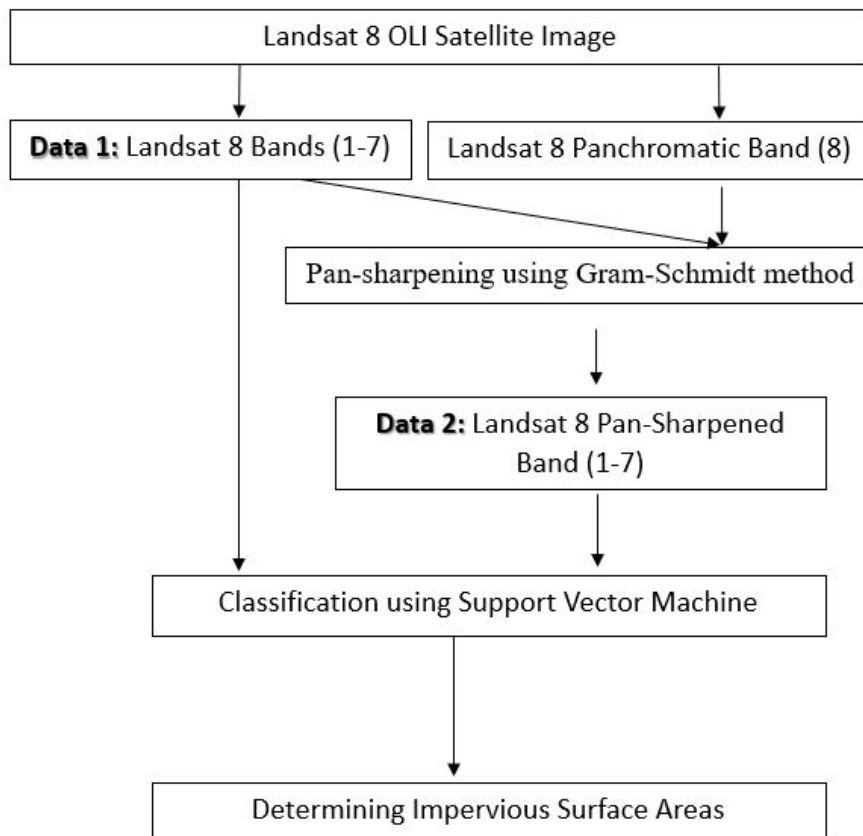 Landsat 8 OLI Satellite Image
Data 1: Landsat 8 Bands (1-7)
Landsat 8 Panchromatic Band (8)
Pan-sharpening using Gram-Schmidt method
Data 2: Landsat 8 Pan-Sharpened
Band (1-7)
Classification using Support Vector Machine
Determining Impervious Surface Areas